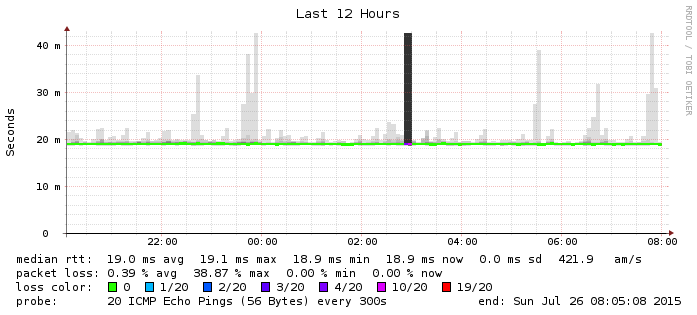 Last 12 Hours
RRDTOOL / TOBI OETIKER
Seconds
40 m
30 m
20 m
10 m
0
22:00 00:00 02:00 04:00 06:00 08:00
median rtt: 19.0 ms avg 19.1 ms max 18.9 ms min 18.9 ms now 0.0 ms sd 421.9 am/s
packet loss: 0.39 % avg 38.87 % max 0.00 % min 0.00 % now
loss color: 0 1/20 2/20 3/20 4/20 10/20 19/20
probe: 20 ICMP Echo Pings (56 Bytes) every 300s end: Sun Jul 26 08:05:08 2015